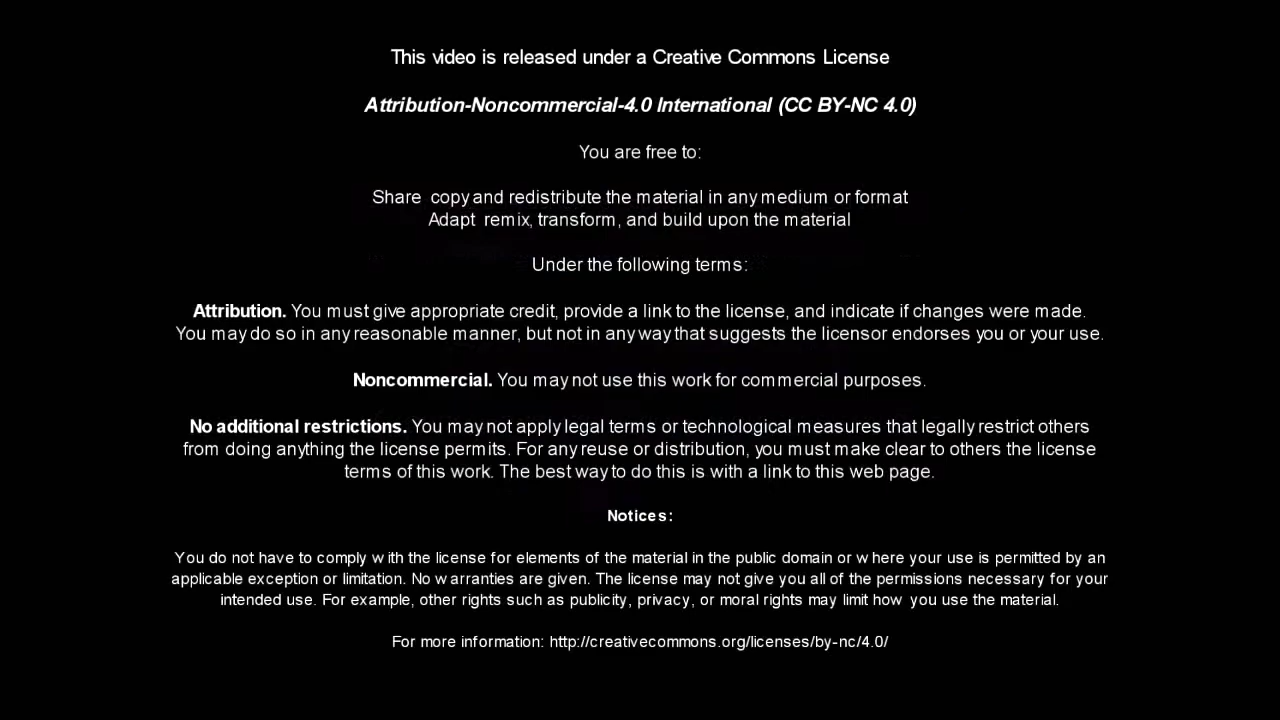 This video is released under a Creative Commons License
Attribution-Noncommercial-4.0 International (CC BY-NC 4.0)
You are free to:
Share copy and redistribute the material in any medium or format
Adapt remix, transform, and build upon the material
Under the following terms:
Attribution. You must give appropriate credit, provide a link to the license, and indicate if changes were made.
You may do so in any reasonable manner, but not in any way that suggests the licensor endorses you or your use.
Noncommercial. You may not use this work for commercial purposes.
No additional restrictions. You may not apply legal terms or technological measures that legally restrict others
from doing anything the license permits. For any reuse or distribution, you must make clear to others the license
terms of this work. The best way to do this is with a link to this web page.
Notices:
You do not have to comply with the license for elements of the material in the public domain or where your use is permitted by an
applicable exception or limitation. No warranties are given. The license may not give you all of the permissions necessary for your
intended use. For example, other rights such as publicity, privacy, or moral rights may limit how you use the material.
For more information: http://creativecommons.org/licenses/by-nc/4.0/